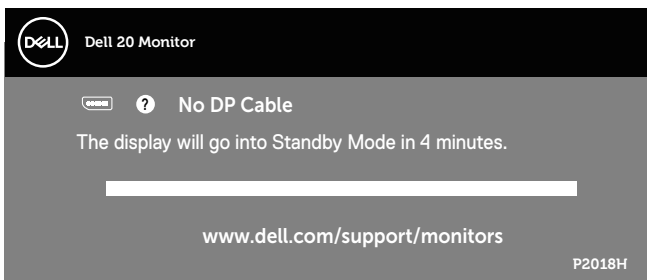 DELL
Dell 20 Monitor
? No DP Cable
The display will go into Standby Mode in 4 minutes.
www.dell.com/support/monitors
P2018H